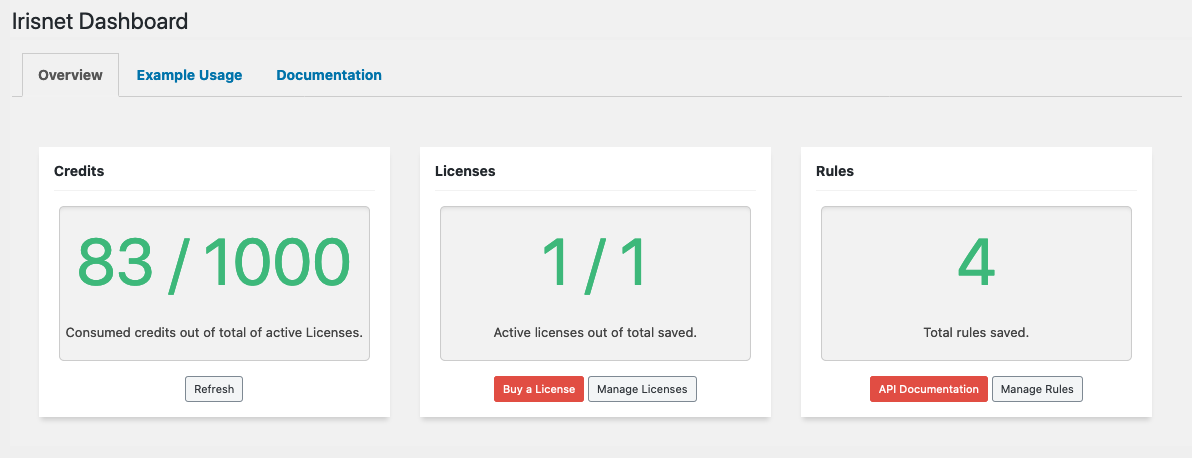 Irisnet Dashboard
Overview Example Usage Documentation
Credits
83 / 1000
Consumed credits out of total of active Licenses.
Refresh
Licenses
1 / 1
Active licenses out of total saved.
Buy a License Manage Licenses
Rules
4
Total rules saved.
API Documentation Manage Rules